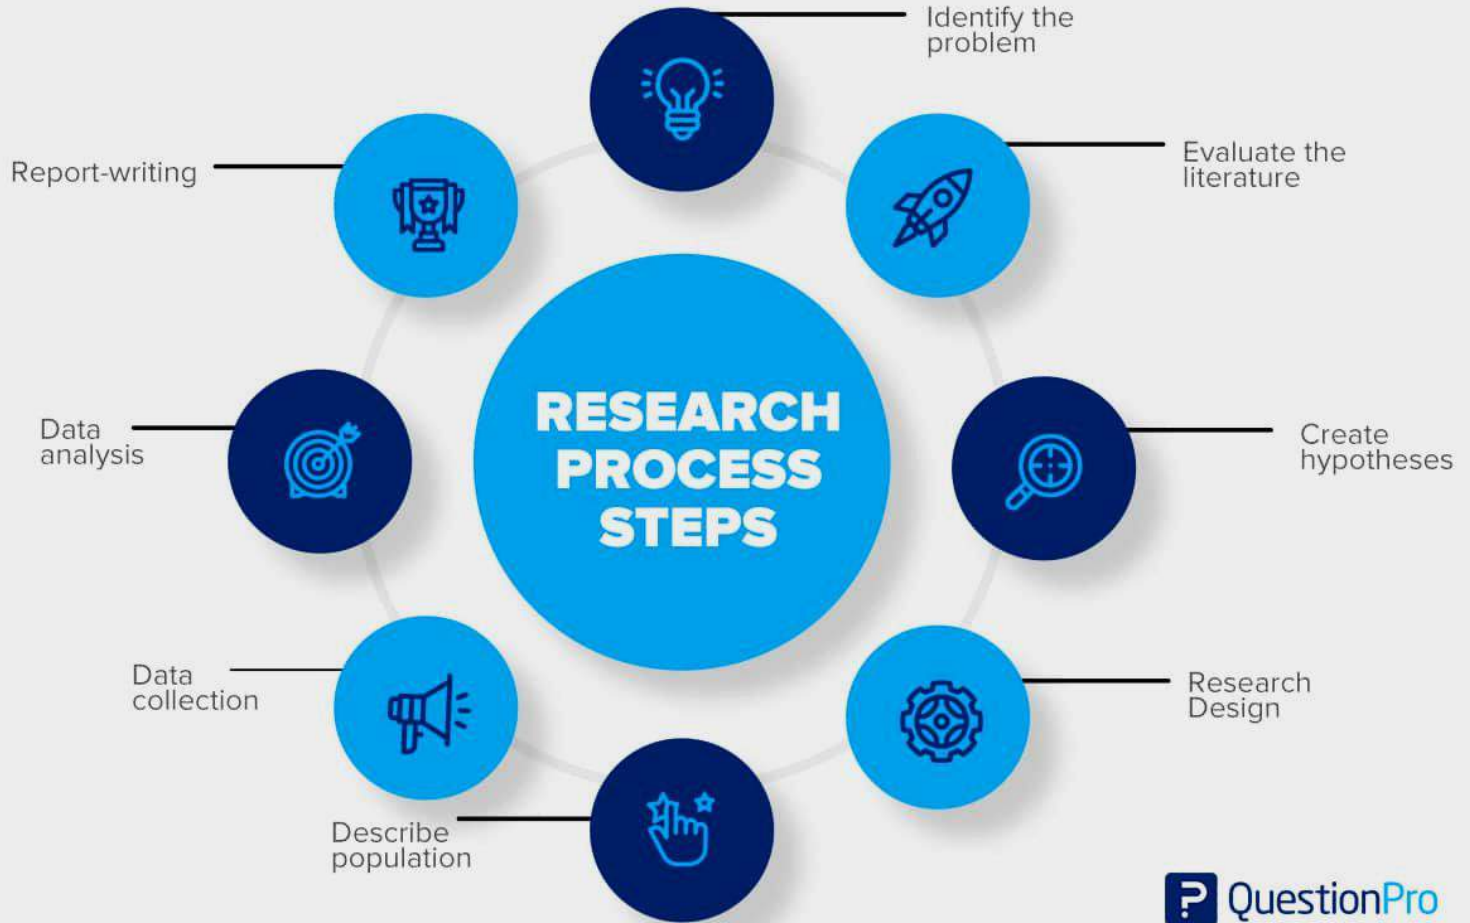 Identify the
problem
Evaluate the
literature
Create
hypotheses
Research
Design
Describe
population
Data
collection
Data
analysis
Report-writing
RESEARCH
PROCESS
STEPS
? QuestionPro